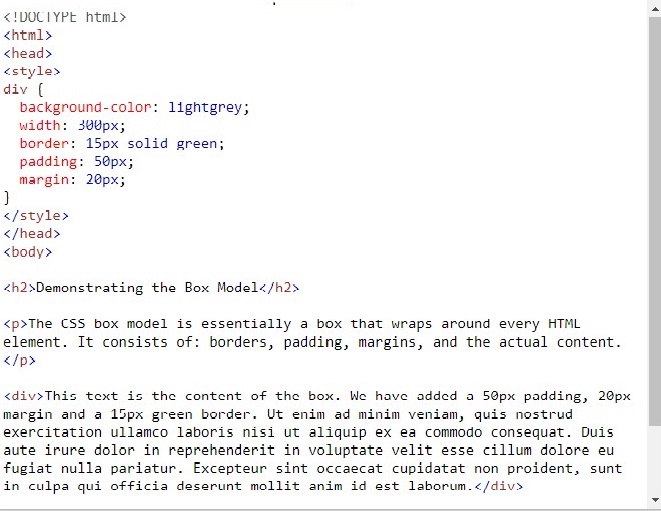 <!DOCTYPE html>
<html>
<head>
<style>
div {
  background-color: lightgrey;
  width: 300px;
  border: 15px solid green;
  padding: 50px;
  margin: 20px;
}
</style>
</head>
<body>

<h2>Demonstrating the Box Model</h2>

<p>The CSS box model is essentially a box that wraps around every HTML
element. It consists of: borders, padding, margins, and the actual content.
</p>

<div>This text is the content of the box. We have added a 50px padding, 20px
margin and a 15px green border. Ut enim ad minim veniam, quis nostrud
exercitation ullamco laboris nisi ut aliquip ex ea commodo consequat. Duis
aute irure dolor in reprehenderit in voluptate velit esse cillum dolore eu
fugiat nulla pariatur. Excepteur sint occaecat cupidatat non proident, sunt
in culpa qui officia deserunt mollit anim id est laborum.</div>